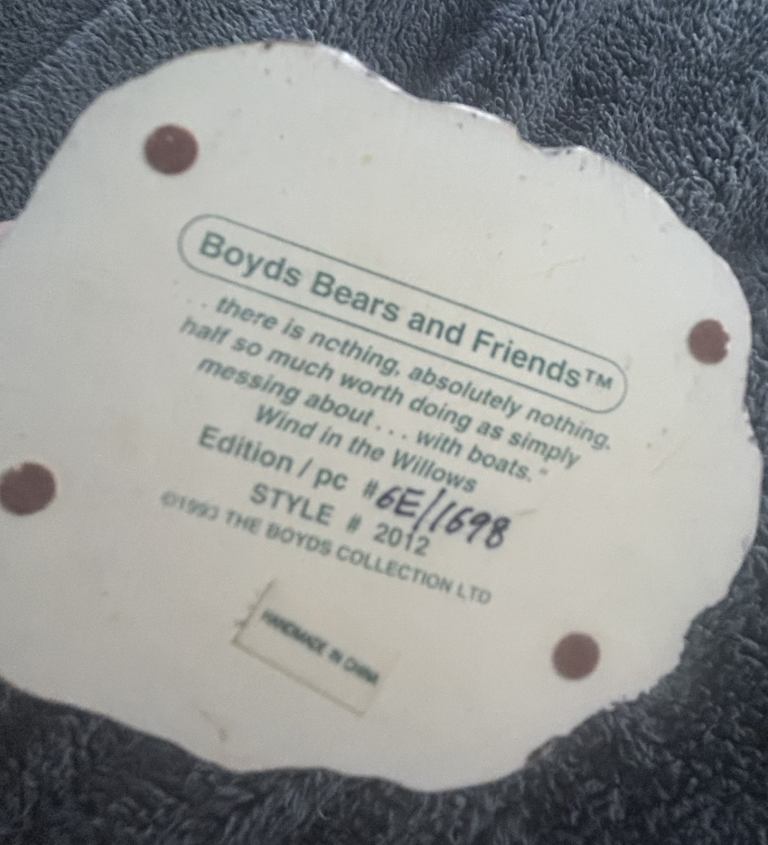 Boyds Bears and Friends™
. . there is nothing, absolutely nothing,
half so much worth doing as simply
messing about . . . with boats."
Wind in the Willows
Edition / pc #6E/1698
STYLE # 2012
©1993 THE BOYDS COLLECTION LTD
HANDMADE IN CHINA